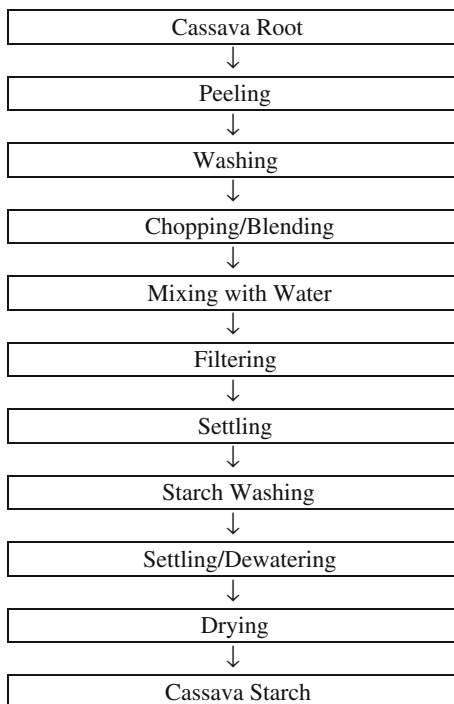 Cassava Root
↓
Peeling
↓
Washing
↓
Chopping/Blending
↓
Mixing with Water
↓
Filtering
↓
Settling
↓
Starch Washing
↓
Settling/Dewatering
↓
Drying
↓
Cassava Starch